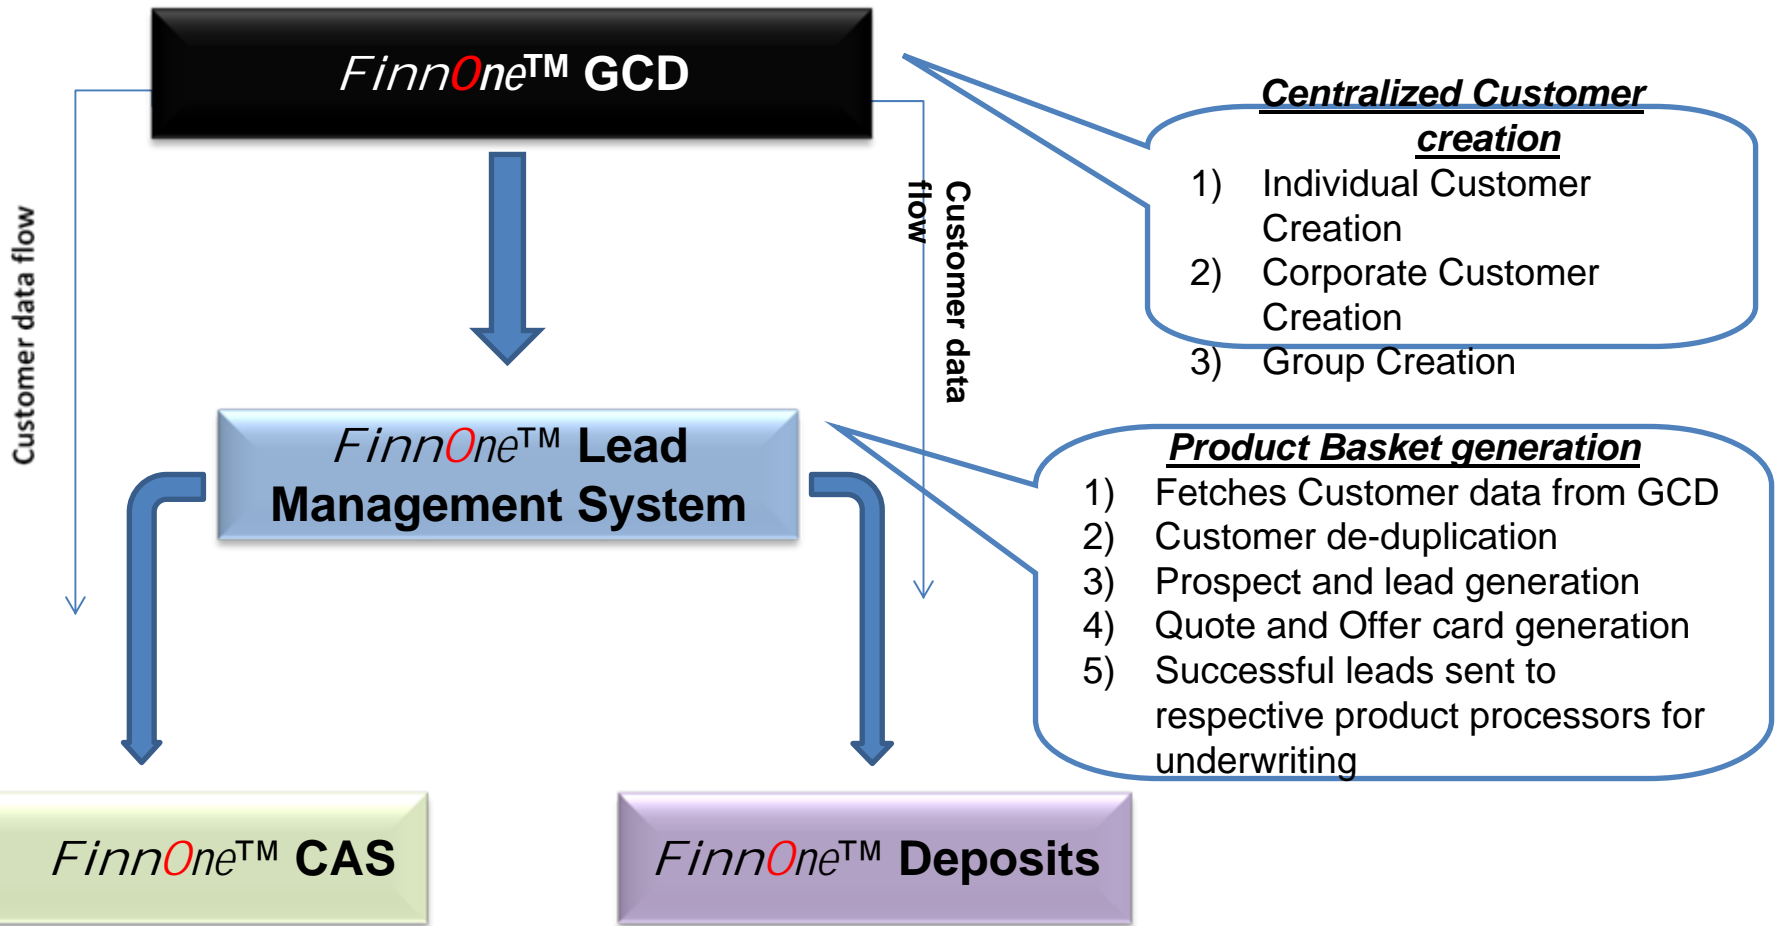 FinnOne™ GCD
Customer data flow
Customer data
flow
Centralized Customer
creation
1) Individual Customer
Creation
2) Corporate Customer
Creation
3) Group Creation
FinnOne™ Lead
Management System
Product Basket generation
1) Fetches Customer data from GCD
2) Customer de-duplication
3) Prospect and lead generation
4) Quote and Offer card generation
5) Successful leads sent to
respective product processors for
underwriting
FinnOne™ CAS
FinnOne™ Deposits